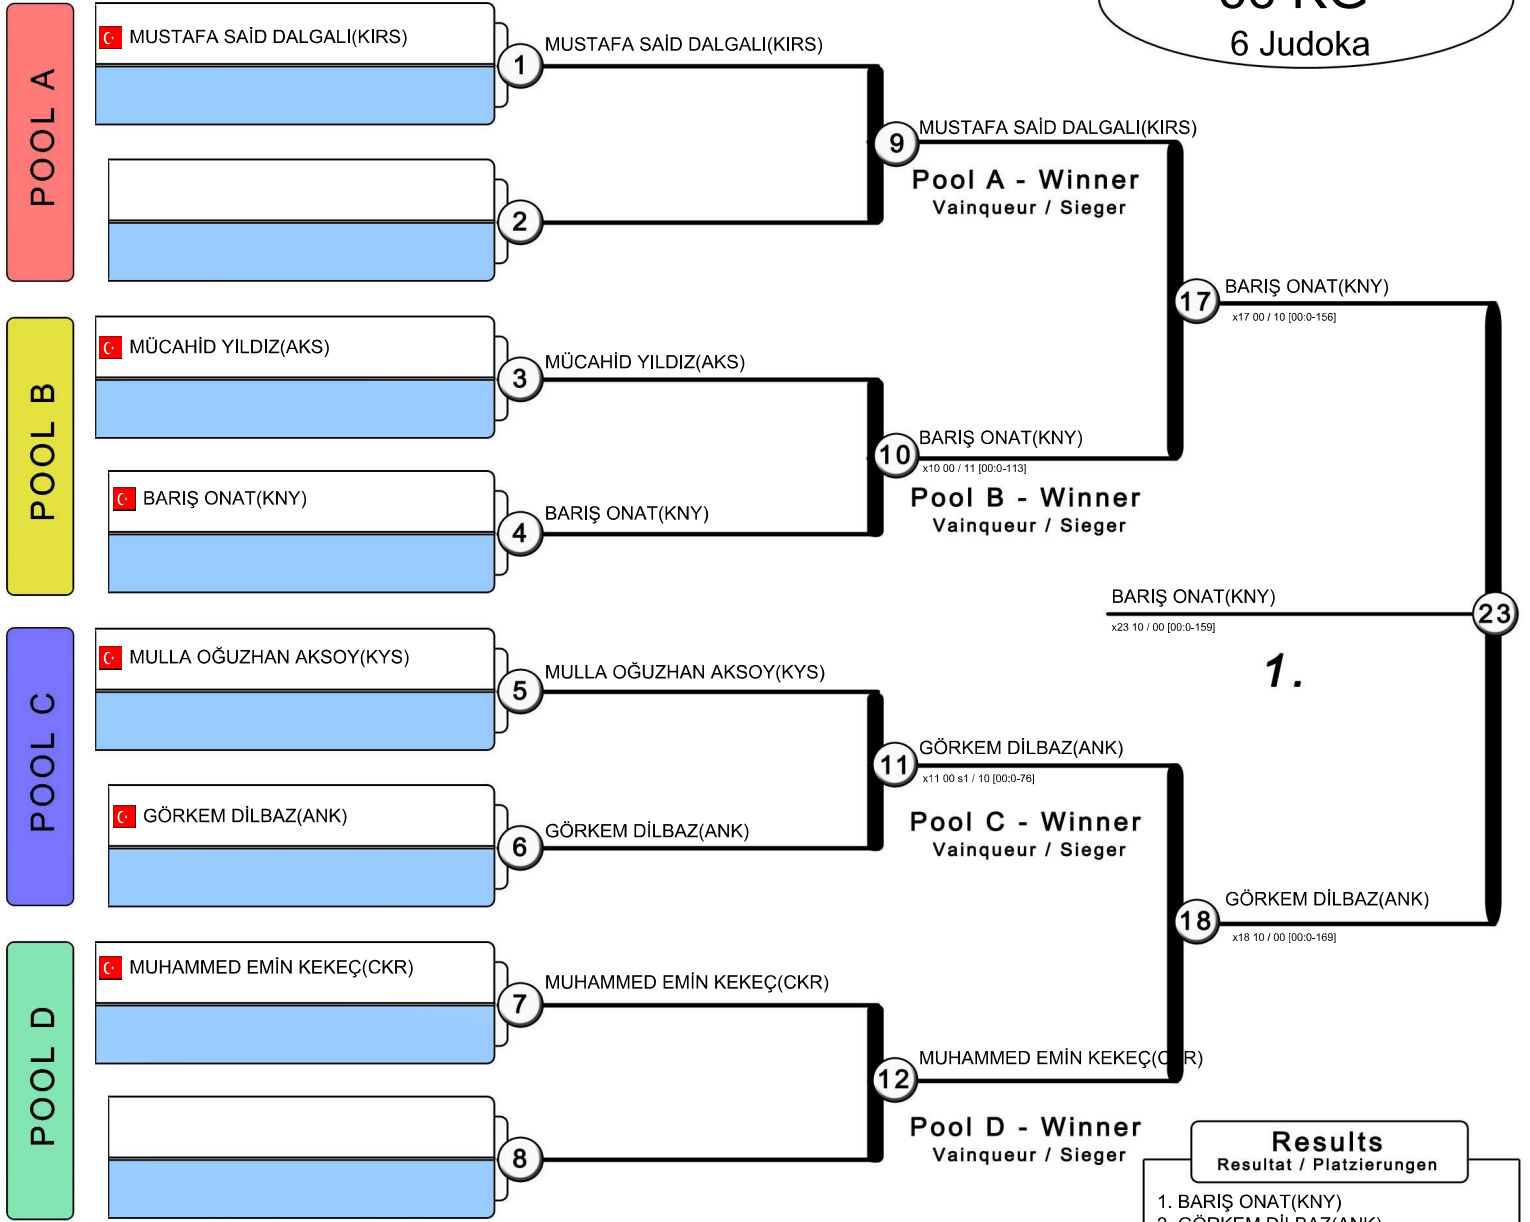 6 Judoka
POOL A
MUSTAFA SAİD DALGALI(KIRS)
1
MUSTAFA SAİD DALGALI(KIRS)
2
9
MUSTAFA SAİD DALGALI(KIRS)
Pool A - Winner
Vainqueur / Sieger
POOL B
MÜCAHİD YILDIZ(AKS)
3
MÜCAHİD YILDIZ(AKS)
BARIŞ ONAT(KNY)
4
BARIŞ ONAT(KNY)
10
BARIŞ ONAT(KNY)
x10 00 / 11 [00:0-113]
Pool B - Winner
Vainqueur / Sieger
17
BARIŞ ONAT(KNY)
x17 00 / 10 [00:0-156]
BARIŞ ONAT(KNY)
x23 10 / 00 [00:0-159]
23
1.
POOL C
MULLA OĞUZHAN AKSOY(KYS)
5
MULLA OĞUZHAN AKSOY(KYS)
GÖRKEM DİLBAZ(ANK)
6
GÖRKEM DİLBAZ(ANK)
11
GÖRKEM DİLBAZ(ANK)
x11 00 s1 / 10 [00:0-76]
Pool C - Winner
Vainqueur / Sieger
18
GÖRKEM DİLBAZ(ANK)
x18 10 / 00 [00:0-169]
POOL D
MUHAMMED EMİN KEKEÇ(CKR)
7
MUHAMMED EMİN KEKEÇ(CKR)
8
12
MUHAMMED EMİN KEKEÇ(CKR)
Pool D - Winner
Vainqueur / Sieger
Results
Resultat / Platzierungen
1. BARIŞ ONAT(KNY)
2. GÖRKEM DİLBAZ(ANK)